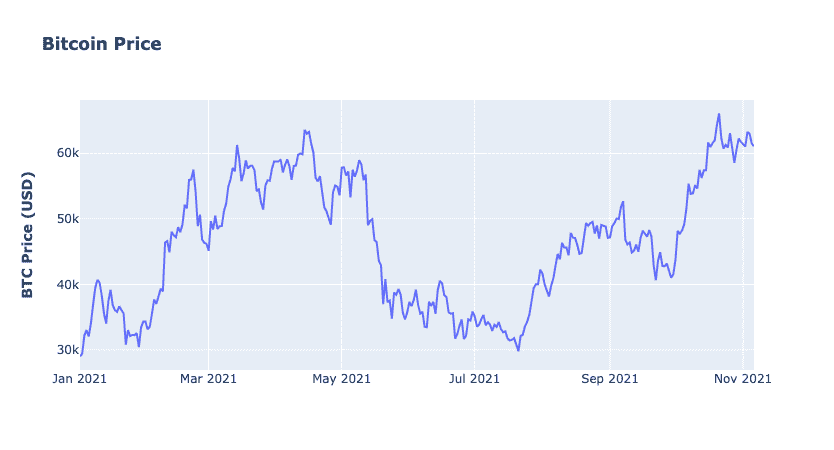 Bitcoin Price
BTC Price (USD)
60k
50k
40k
30k
Jan 2021 Mar 2021 May 2021 Jul 2021 Sep 2021 Nov 2021